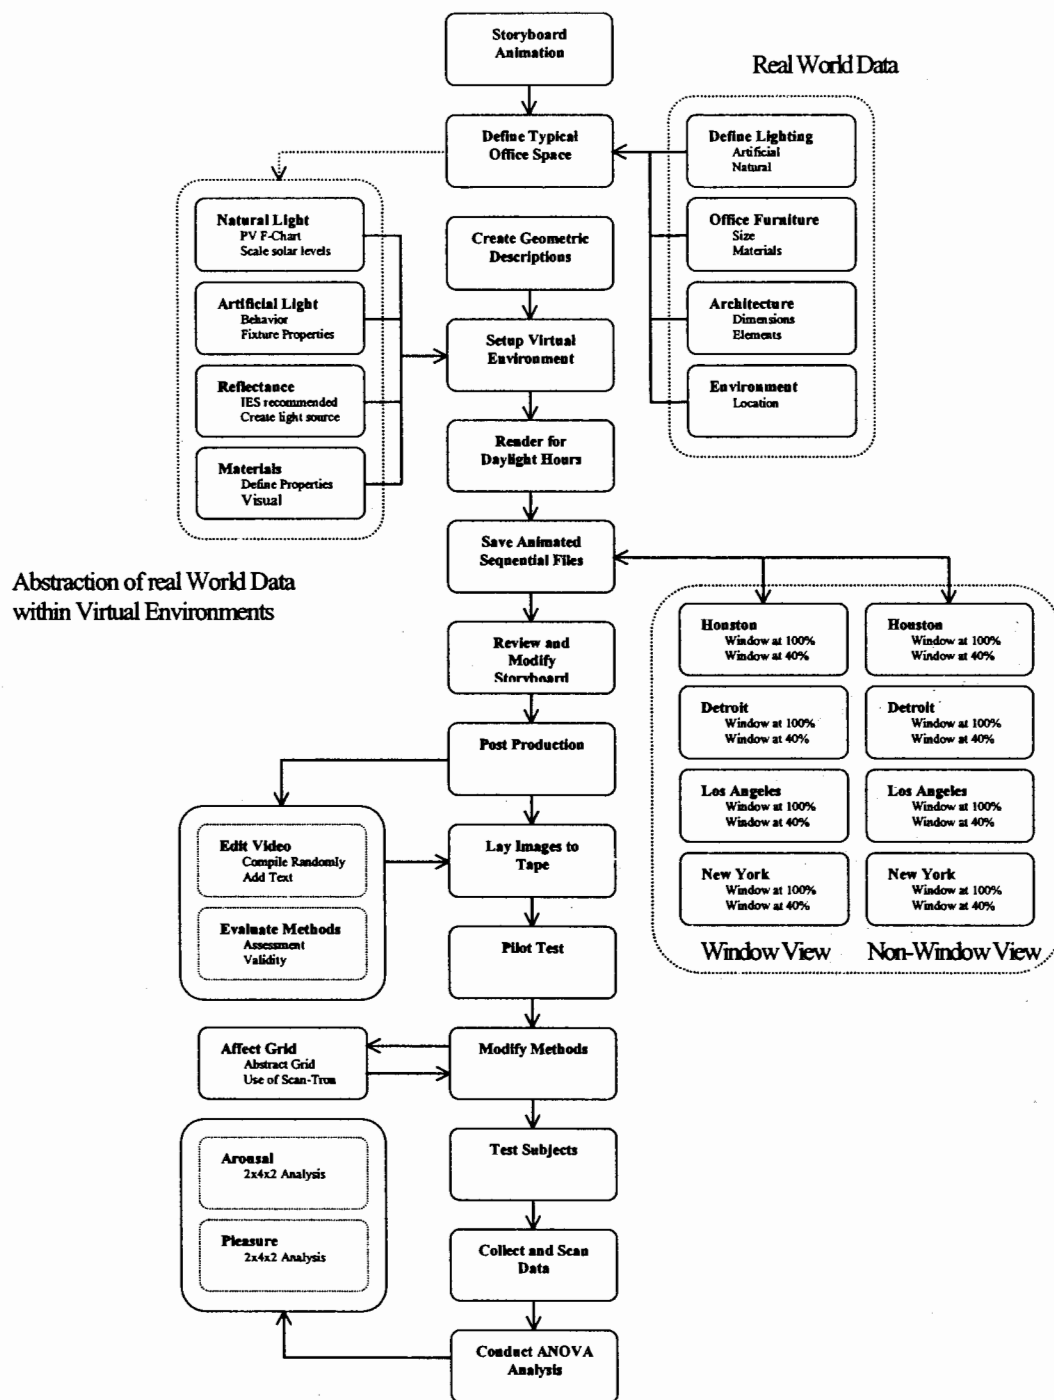 Storyboard
Animation
Real World Data
Define Typical
Office Space
Define Lighting
Artificial
Natural
Office Furniture
Size
Materials
Architecture
Dimensions
Elements
Environment
Location
Natural Light
PV F-Chart
Scale solar levels
Artificial Light
Behavior
Fixture Properties
Reflectance
IES recommended
Create light source
Materials
Define Properties
Visual
Abstraction of real World Data
within Virtual Environments
Create Geometric
Descriptions
Setup Virtual
Environment
Render for
Daylight Hours
Save Animated
Sequential Files
Review and
Modify
Storyboard
Post Production
Houston
Window at 100%
Window at 40%
Detroit
Window at 100%
Window at 40%
Los Angeles
Window at 100%
Window at 40%
New York
Window at 100%
Window at 40%
Window View
Houston
Window at 100%
Window at 40%
Detroit
Window at 100%
Window at 40%
Los Angeles
Window at 100%
Window at 40%
New York
Window at 100%
Window at 40%
Non-Window View
Edit Video
Compile Randomly
Add Text
Evaluate Methods
Assessment
Validity
Lay Images to
Tape
Pilot Test
Modify Methods
Affect Grid
Abstract Grid
Use of Scan-Tron
Test Subjects
Collect and Scan
Data
Conduct ANOVA
Analysis
Arousal
2x4x2 Analysis
Pleasure
2x4x2 Analysis